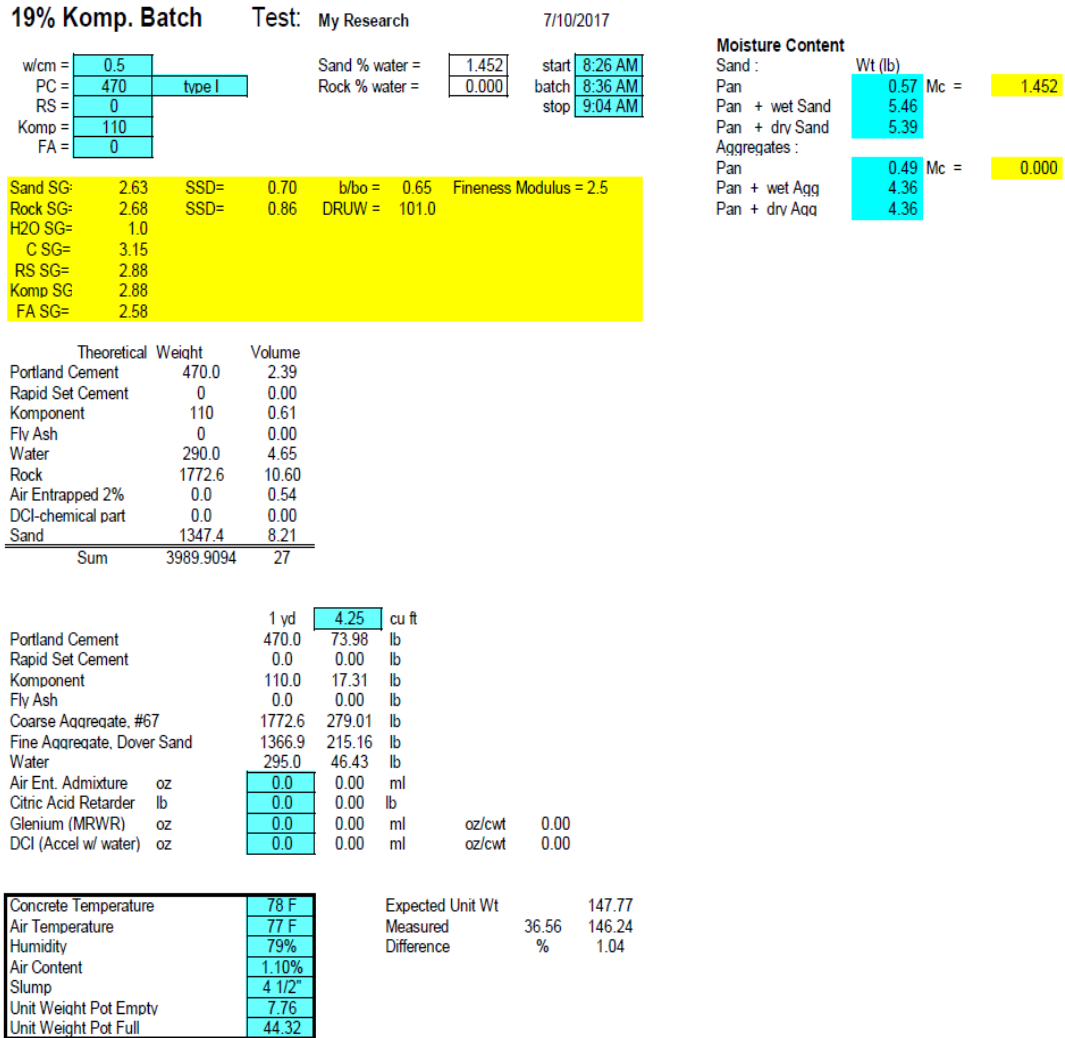 19% Komp. Batch Test: My Research 7/10/2017
w/cm = 0.5 Sand % water = 1.452 start 8:26 AM
PC = 470 type I Rock % water = 0.000 batch 8:36 AM
RS = 0 stop 9:04 AM
Komp = 110
FA = 0
Moisture Content
Sand : Wt (lb)
Pan 0.57 Mc = 1.452
Pan + wet Sand 5.46
Pan + dry Sand 5.39
Aggregates :
Pan 0.49 Mc = 0.000
Pan + wet Agg 4.36
Pan + dry Agg 4.36
Sand SG= 2.63 SSD= 0.70 b/bo = 0.65 Fineness Modulus = 2.5
Rock SG= 2.68 SSD= 0.86 DRUW = 101.0
H2O SG= 1.0
C SG= 3.15
RS SG= 2.88
Komp SG 2.88
FA SG= 2.58
Theoretical Weight Volume
Portland Cement 470.0 2.39
Rapid Set Cement 0 0.00
Komponent 110 0.61
Fly Ash 0 0.00
Water 290.0 4.65
Rock 1772.6 10.60
Air Entrapped 2% 0.0 0.54
DCI-chemical part 0.0 0.00
Sand 1347.4 8.21
Sum 3989.9094 27
1 yd 4.25 cu ft
Portland Cement 470.0 73.98 lb
Rapid Set Cement 0.0 0.00 lb
Komponent 110.0 17.31 lb
Fly Ash 0.0 0.00 lb
Coarse Aggregate, #67 1772.6 279.01 lb
Fine Aggregate, Dover Sand 1366.9 215.16 lb
Water 295.0 46.43 lb
Air Ent. Admixture oz 0.0 0.00 ml
Citric Acid Retarder lb 0.0 0.00 lb
Glenium (MRWR) oz 0.0 0.00 ml oz/cwt 0.00
DCI (Accel w/ water) oz 0.0 0.00 ml oz/cwt 0.00
Concrete Temperature 78 F Expected Unit Wt 147.77
Air Temperature 77 F Measured 36.56 146.24
Humidity 79% Difference % 1.04
Air Content 1.10%
Slump 4 1/2"
Unit Weight Pot Empty 7.76
Unit Weight Pot Full 44.32